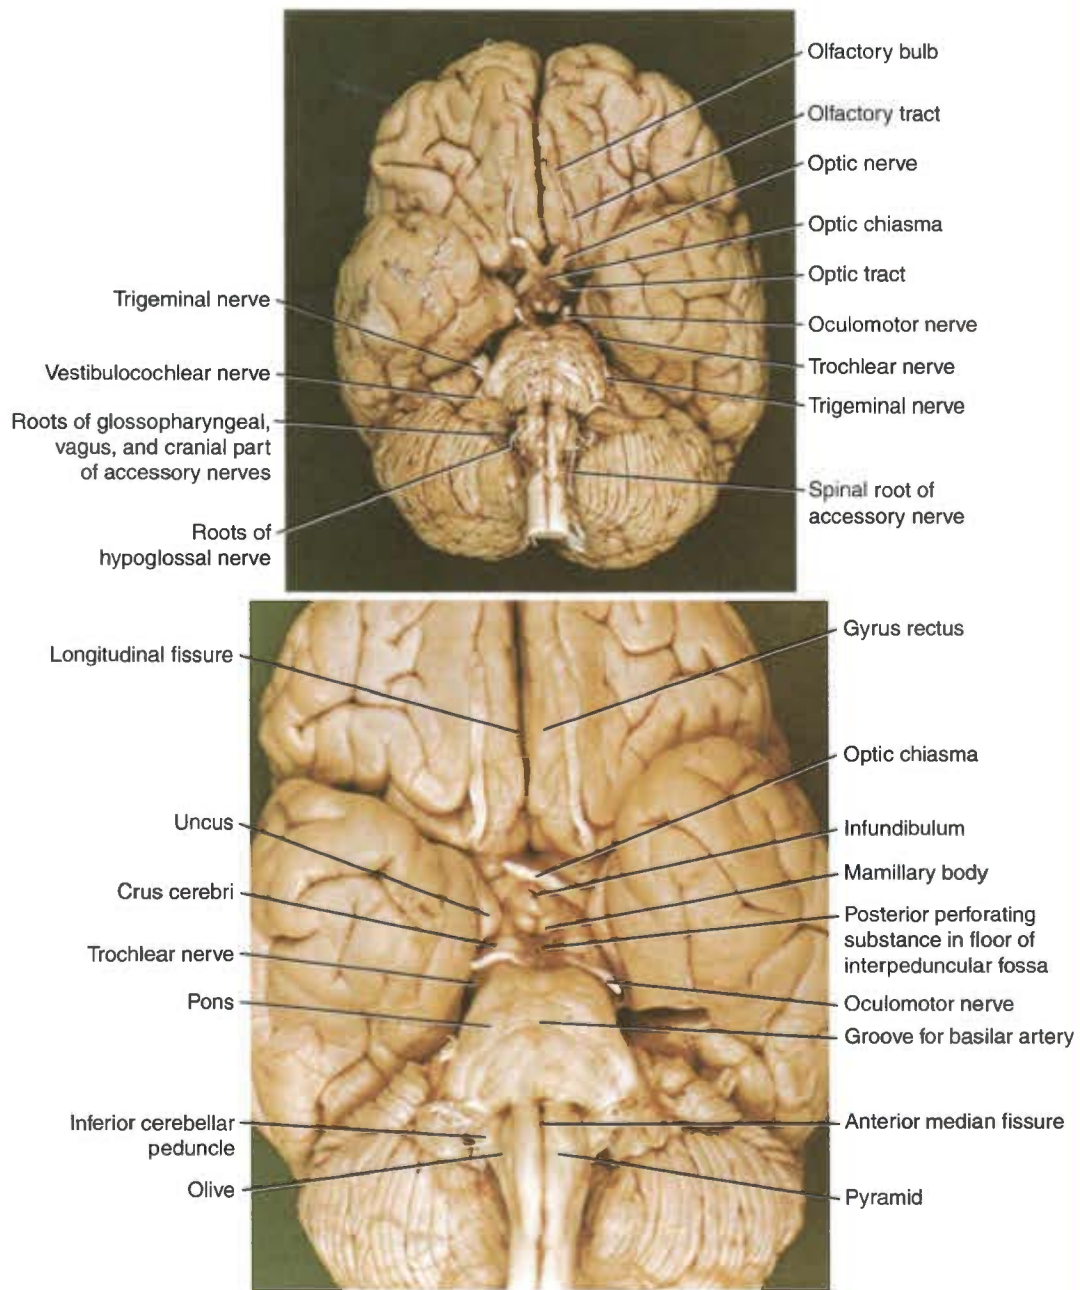 Olfactory bulb
Olfactory tract
Optic nerve
Optic chiasma
Optic tract
Oculomotor nerve
Trochlear nerve
Trigeminal nerve
Spinal root of
accessory nerve
Trigeminal nerve
Vestibulocochlear nerve
Roots of glossopharyngeal,
vagus, and cranial part
of accessory nerves
Roots of
hypoglossal nerve
Longitudinal fissure
Uncus
Crus cerebri
Trochlear nerve
Pons
Inferior cerebellar
peduncle
Olive
Gyrus rectus
Optic chiasma
Infundibulum
Mamillary body
Posterior perforating
substance in floor of
interpeduncular fossa
Oculomotor nerve
Groove for basilar artery
Anterior median fissure
Pyramid